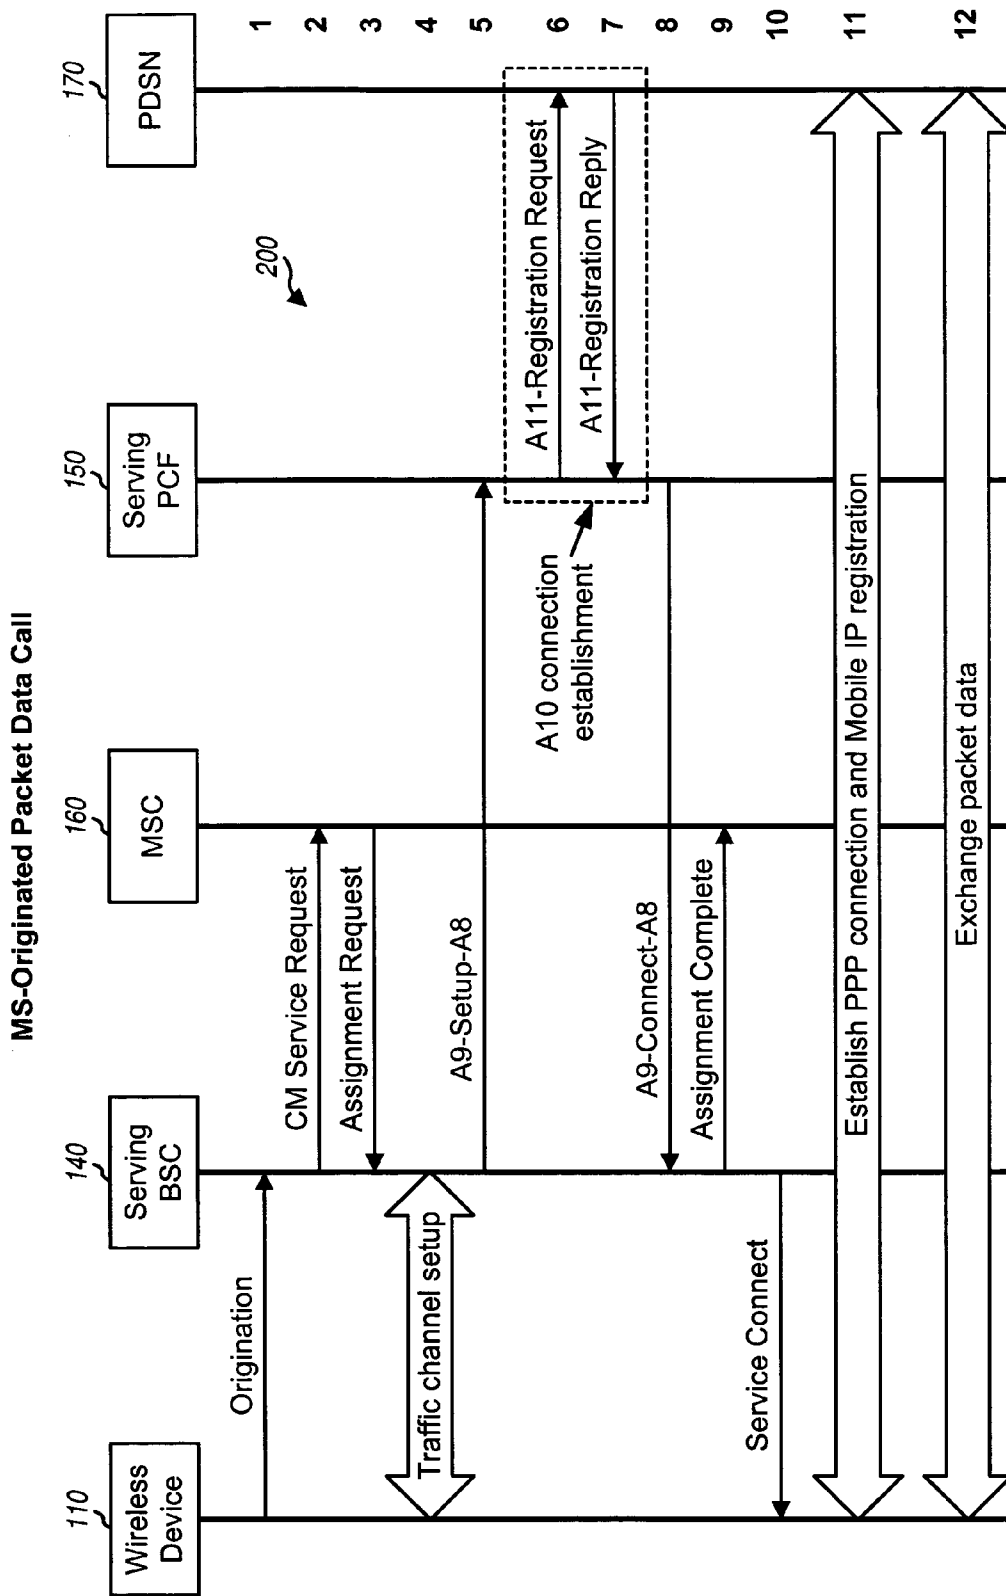 MS-Originated Packet Data Call
110
Wireless
Device
140
Serving
BSC
160
MSC
150
Serving
PCF
170
PDSN
200
Origination
1
CM Service Request
2
Assignment Request
3
Traffic channel setup
4
A9-Setup-A8
5
A11-Registration Request
6
A11-Registration Reply
7
A10 connection
establishment
A9-Connect-A8
8
Assignment Complete
9
Service Connect
10
Establish PPP connection and Mobile IP registration
11
Exchange packet data
12